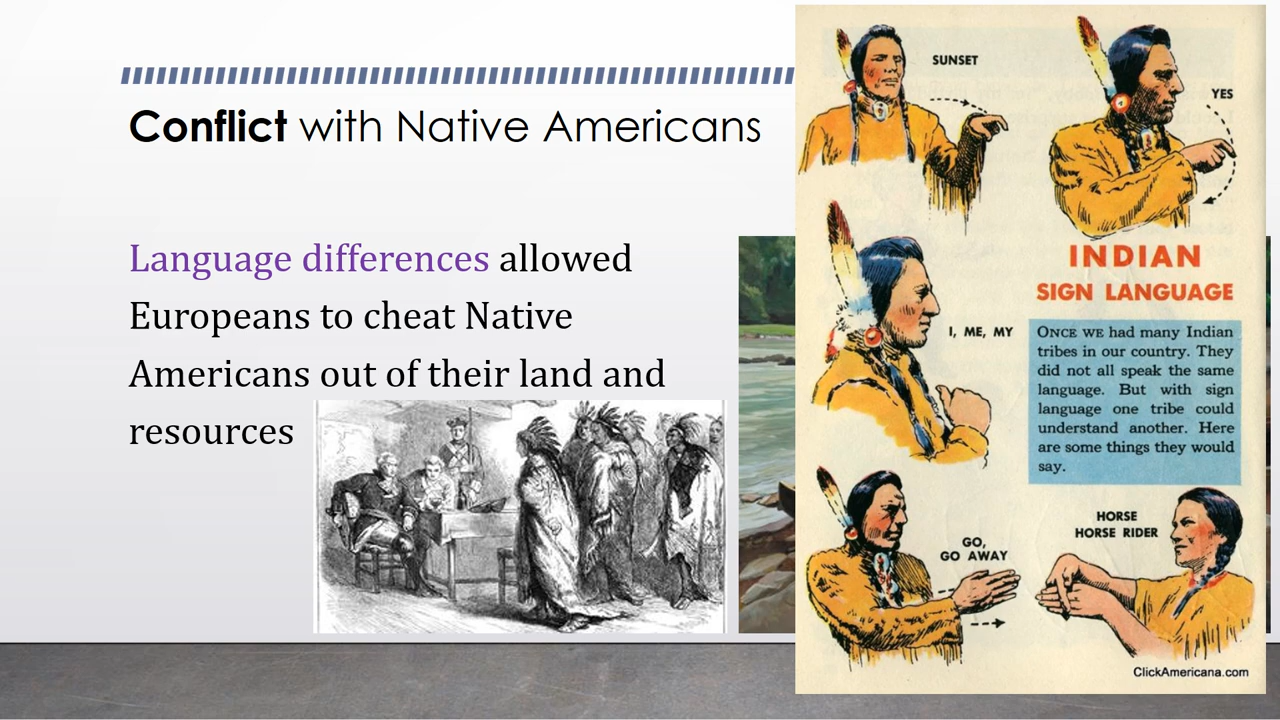 Conflict with Native Americans
Language differences allowed
Europeans to cheat Native
Americans out of their land and
resources
SUNSET
YES
INDIAN
SIGN LANGUAGE
I, ME, MY
ONCE WE had many Indian
tribes in our country. They
did not all speak the same
language. But with sign
language one tribe could
understand another. Here
are some things they would
say.
GO,
GO AWAY
HORSE
HORSE RIDER
ClickAmericana.com